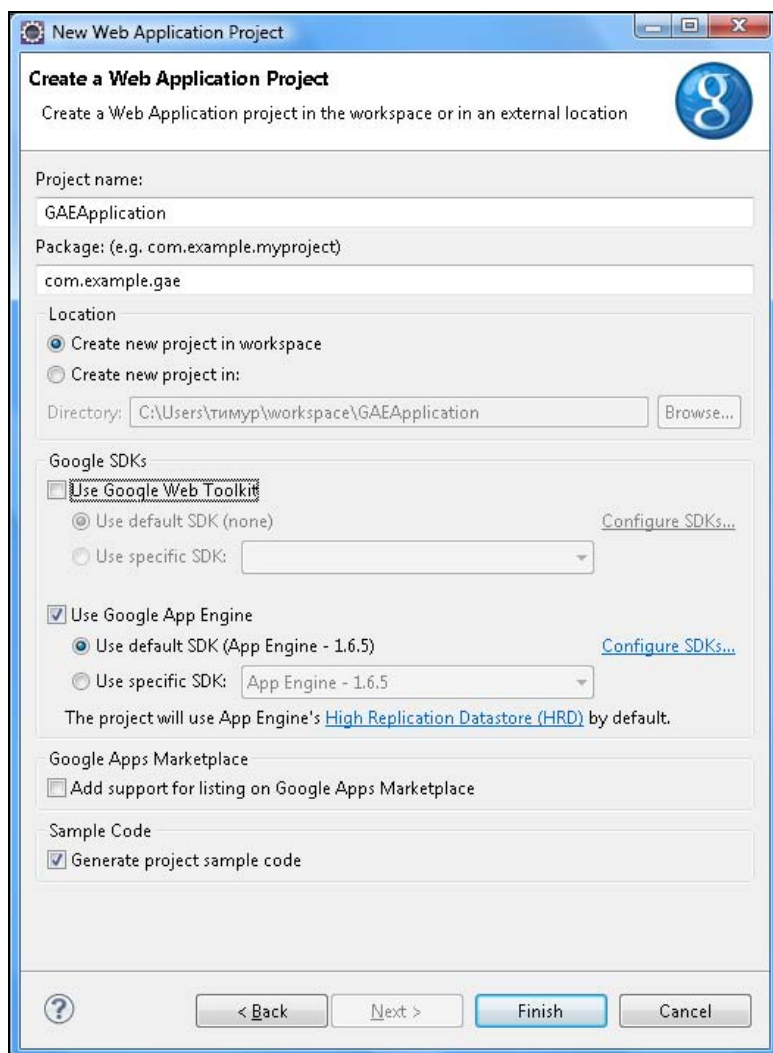 New Web Application Project
Create a Web Application Project
Create a Web Application project in the workspace or in an external location
Project name:
GAEApplication
Package: (e.g. com.example.myproject)
com.example.gae
Location
Create new project in workspace
Create new project in:
Directory: C:\Users\тимур\workspace\GAEApplication Browse...
Google SDKs
Use Google Web Toolkit
Use default SDK (none) Configure SDKs...
Use specific SDK:
Use Google App Engine
Use default SDK (App Engine - 1.6.5) Configure SDKs...
Use specific SDK: App Engine - 1.6.5
The project will use App Engine's High Replication Datastore (HRD) by default.
Google Apps Marketplace
Add support for listing on Google Apps Marketplace
Sample Code
Generate project sample code
? < Back Next > Finish Cancel